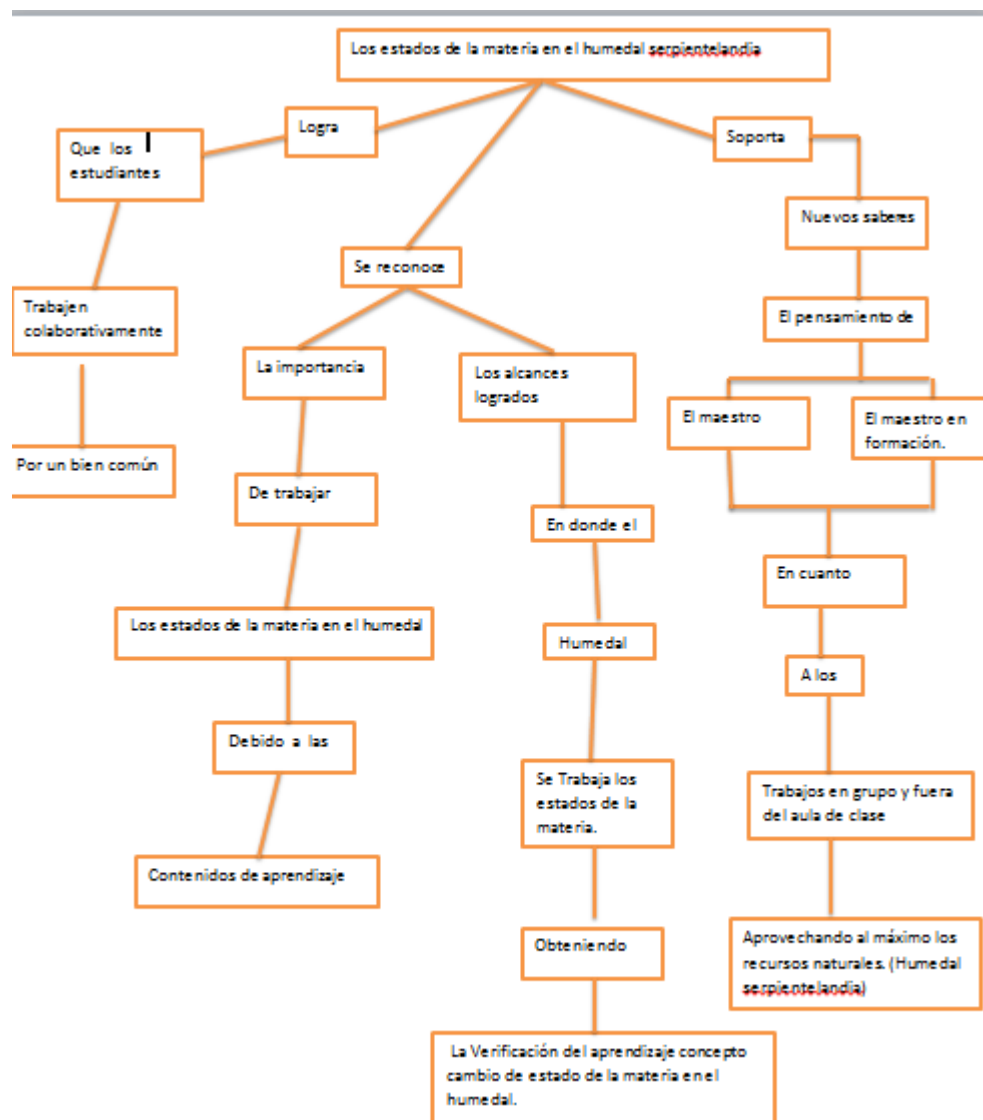 Los estados de la materia en el humedal serpientelandia
Logra
Soporta
Que los
estudiantes
Nuevos saberes
Se reconoce
Trabajen
colaborativamente
El pensamiento de
La importancia
Los alcances
logrados
El maestro
El maestro en
formación.
Por un bien común
De trabajar
En donde el
En cuanto
Los estados de la materia en el humedal
Humedal
A los
Debido a las
Se Trabaja los
estados de la
materia.
Trabajos en grupo y fuera
del aula de clase
Contenidos de aprendizaje
Obteniendo
Aprovechando al máximo los
recursos naturales. (Humedal
serpientelandia)
La Verificación del aprendizaje concepto
cambio de estado de la materia en el
humedal.